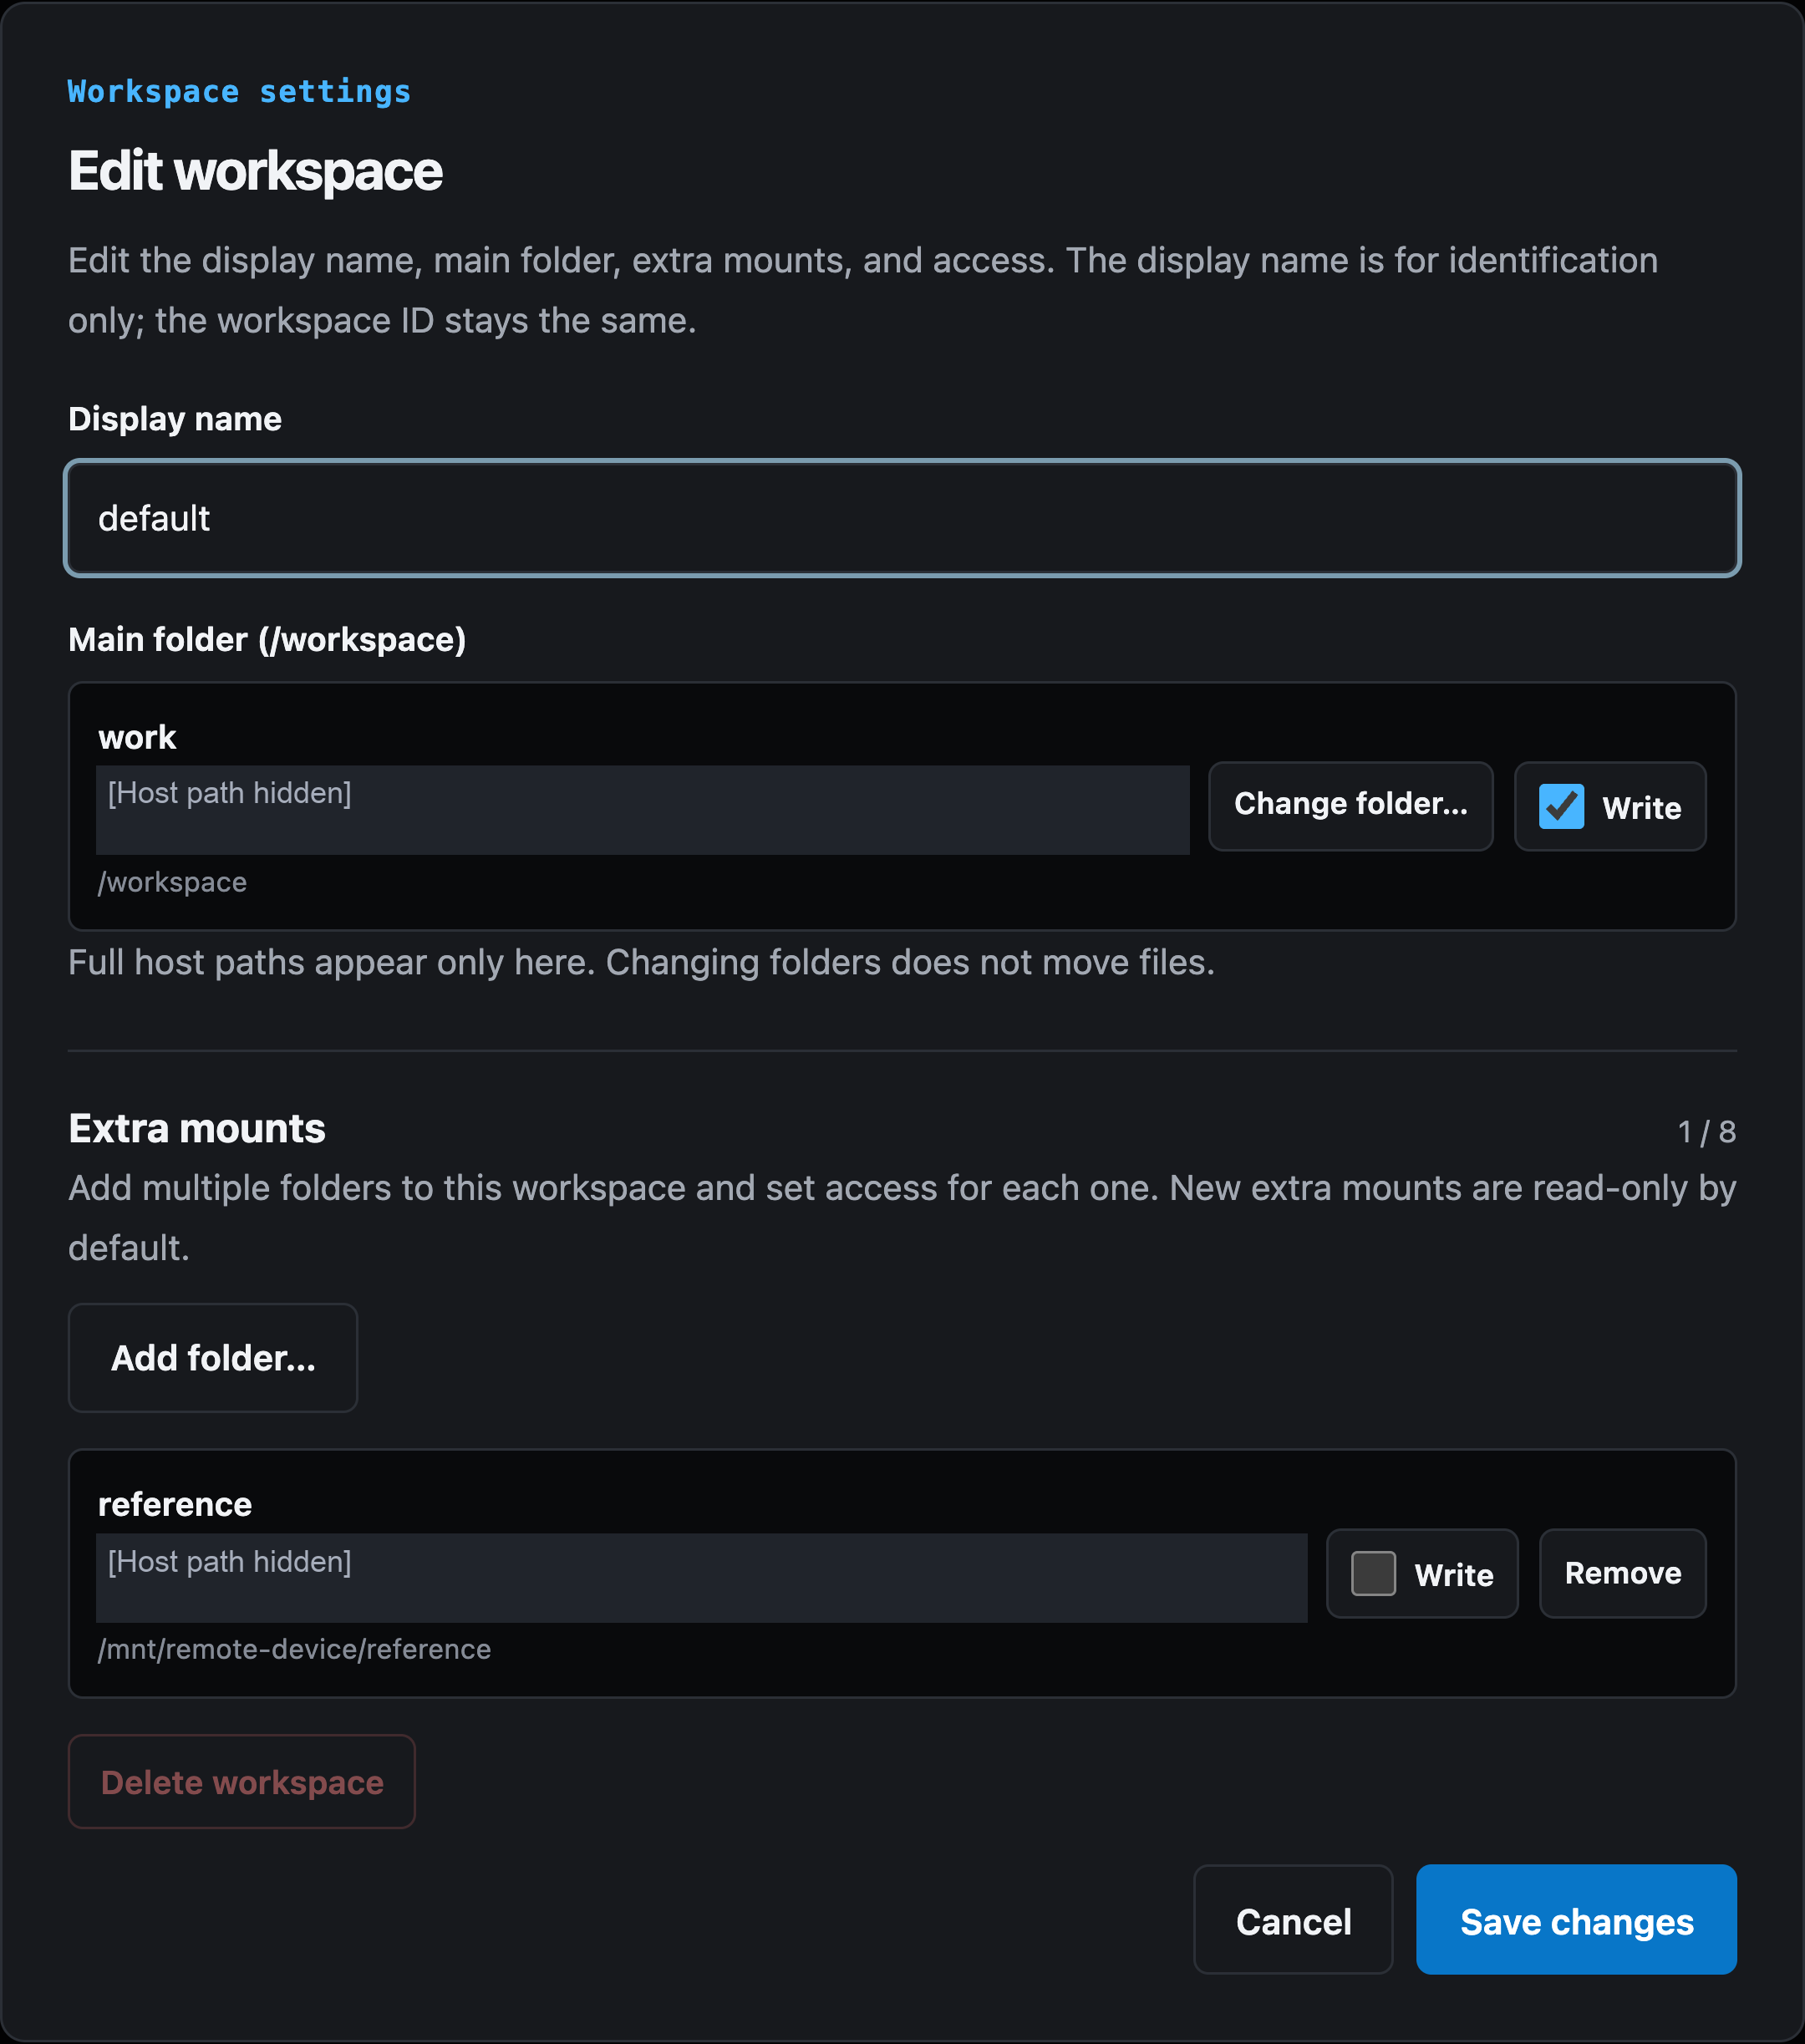 Workspace settings
Edit workspace
Edit the display name, main folder, extra mounts, and access. The display name is for identification
only; the workspace ID stays the same.
Display name
default
Main folder (/workspace)
work
[Host path hidden]
Change folder...
Write
/workspace
Full host paths appear only here. Changing folders does not move files.
Extra mounts
1 / 8
Add multiple folders to this workspace and set access for each one. New extra mounts are read-only by
default.
Add folder...
reference
[Host path hidden]
Write
Remove
/mnt/remote-device/reference
Delete workspace
Cancel
Save changes